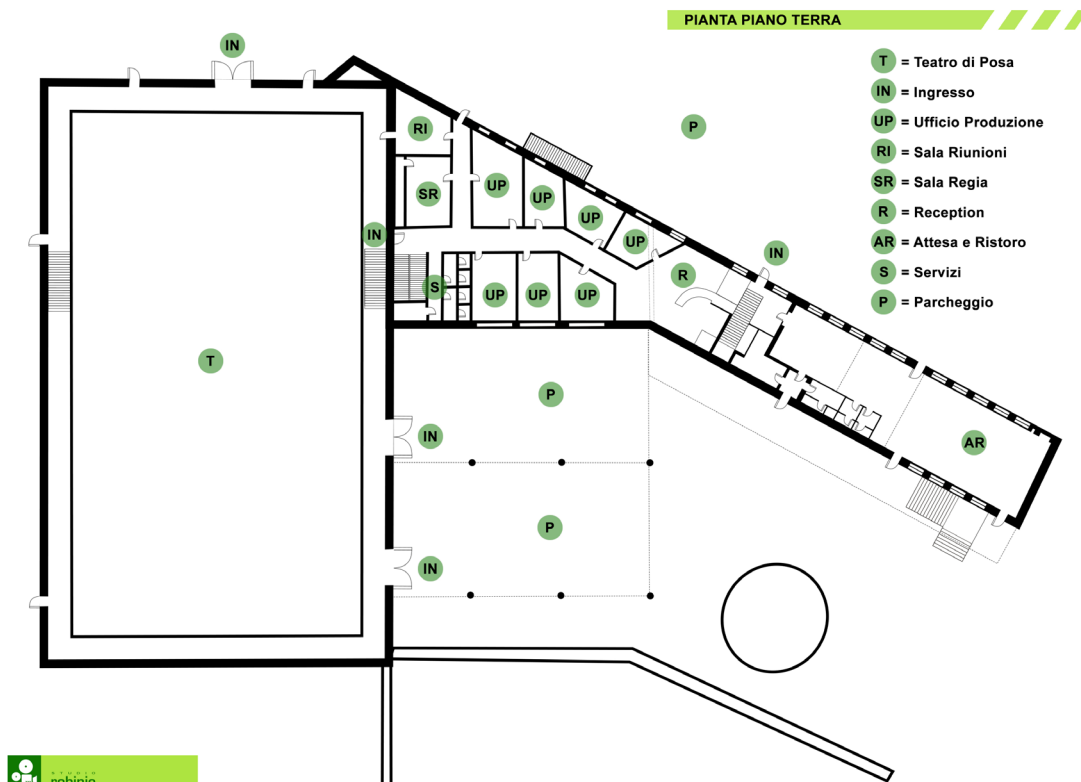 PIANTA PIANO TERRA
T = Teatro di Posa
IN = Ingresso
UP = Ufficio Produzione
RI = Sala Riunioni
SR = Sala Regia
R = Reception
AR = Attesa e Ristoro
S = Servizi
P = Parcheggio
IN
RI
P
SR
UP
UP
UP
IN
UP
IN
R
S
UP
UP
UP
T
P
IN
AR
P
IN
STUDIO